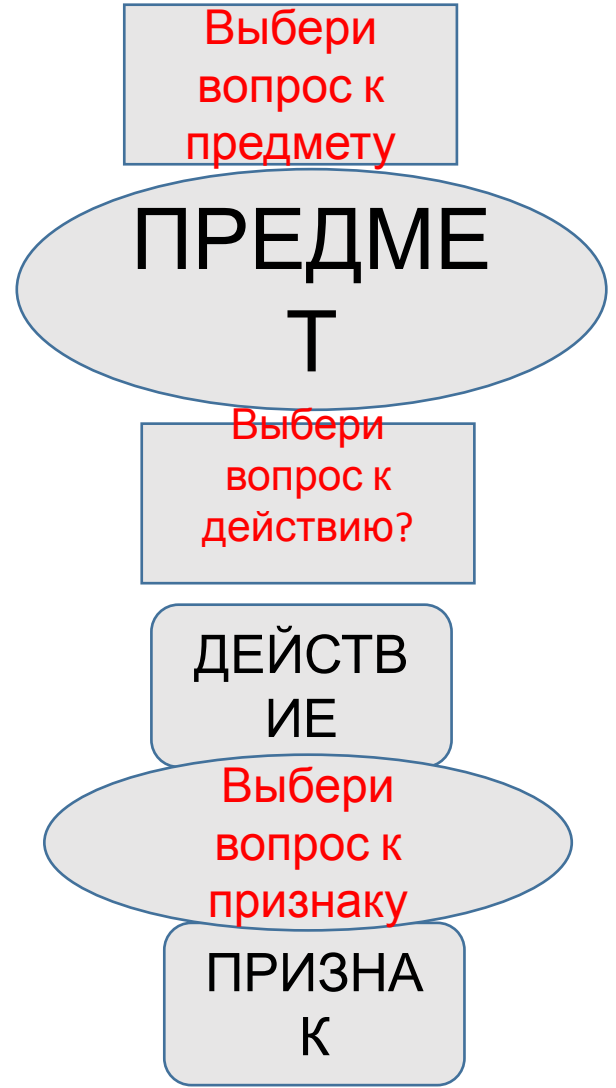 Выбери
вопрос к
предмету
ПРЕДМЕ
Т
Выбери
вопрос к
действию?
ДЕЙСТВ
ИЕ
Выбери
вопрос к
признаку
ПРИЗНА
К